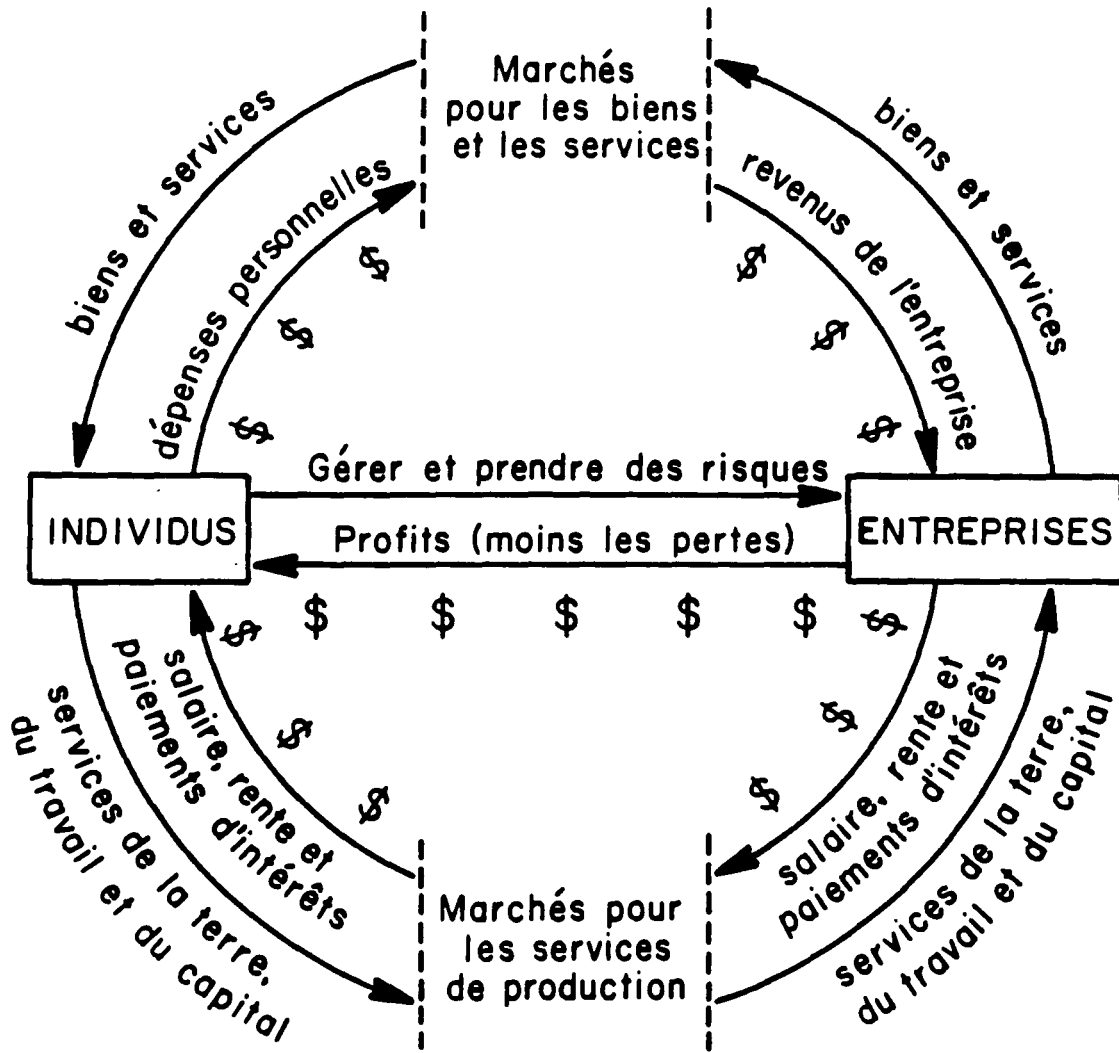 Marchés
pour les biens
et les services
biens et services
dépenses personnelles
revenus de l'entreprise
biens et services
$ $
$ $
$ $
Gérer et prendre des risques
INDIVIDUS
Profits (moins les pertes)
ENTREPRISES
$ $ $ $ $ $ $
$ $
$ $
services de la terre,
du travail et du capital
salaire, rente et
paiements d'intérêts
salaire, rente et
paiements d'intérêts
services de la terre,
du travail et du capital
Marchés pour
les services
de production